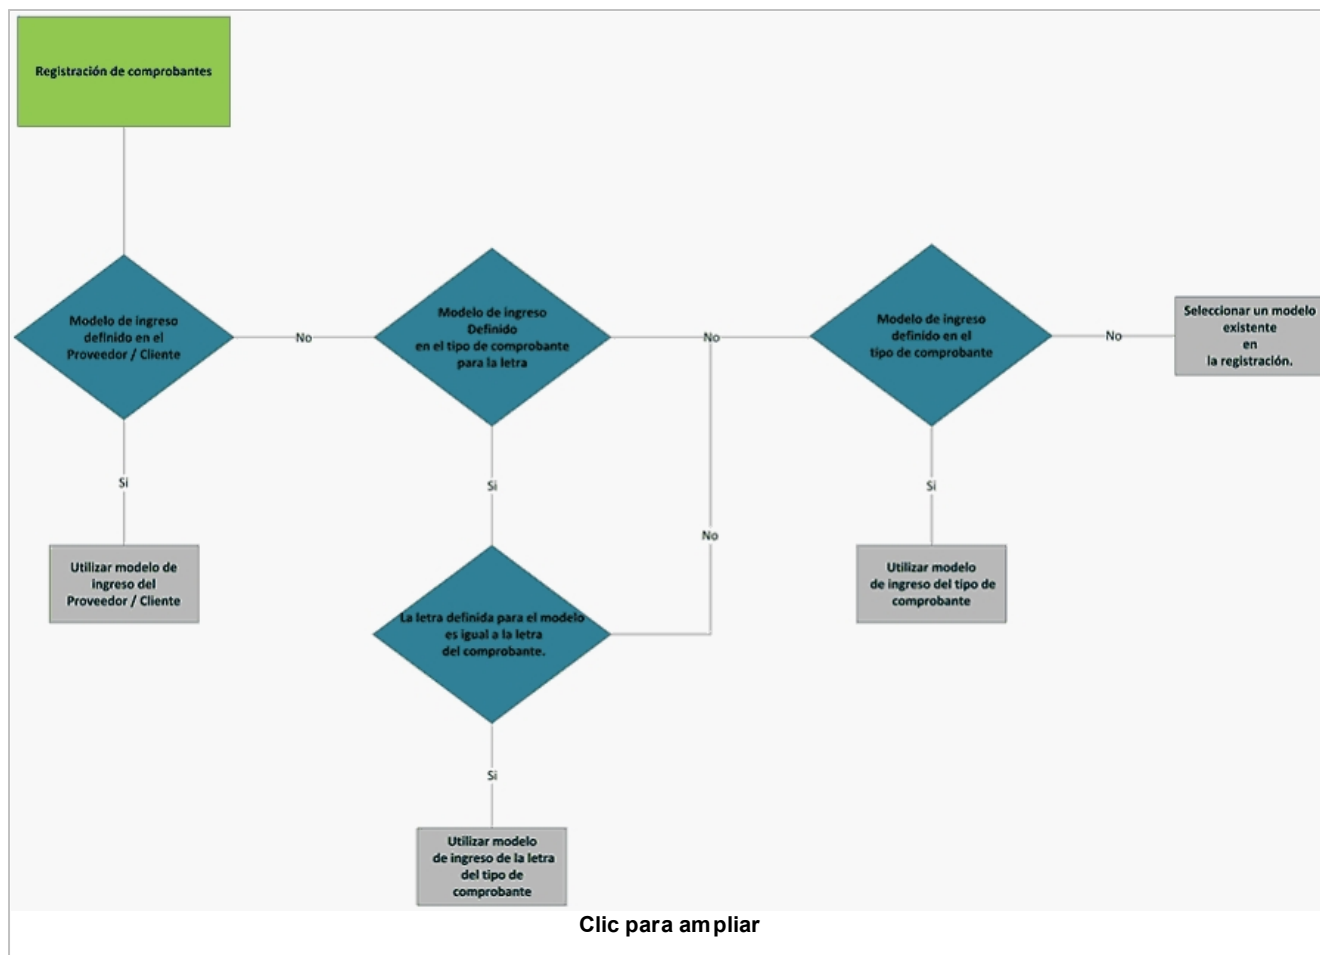 Registración de comprobantes
Modelo de ingreso
definido en el
Proveedor / Cliente
No
Modelo de ingreso
Definido
en el tipo de comprobante
para la letra
No
Modelo de ingreso
definido en el
tipo de comprobante
No
Seleccionar un modelo
existente
en
la registración.
Si
Utilizar modelo de
ingreso del
Proveedor / Cliente
Si
La letra definida para el modelo
es igual a la letra
del comprobante.
No
Si
Utilizar modelo
de ingreso del tipo de
comprobante
Si
Utilizar modelo
de ingreso de la letra
del tipo de
comprobante
Clic para ampliar